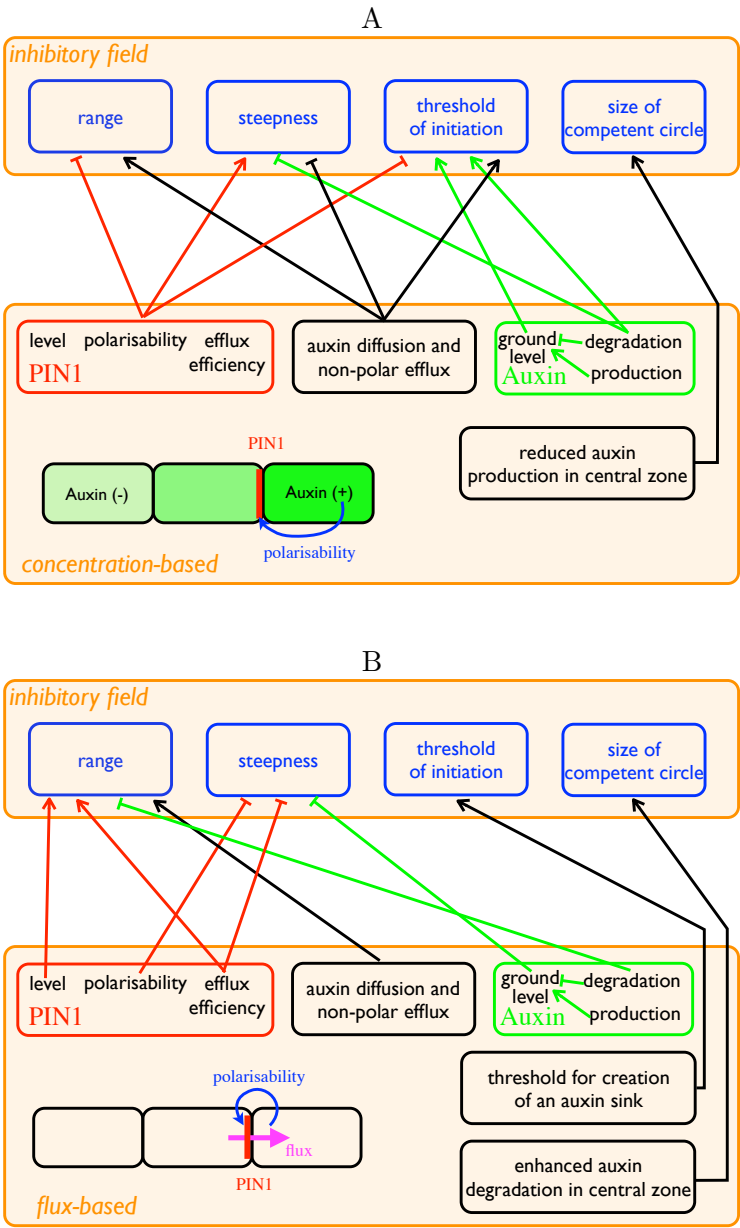 A
inhibitory field
range
steepness
threshold
of initiation
size of
competent circle
level
polarisability
efflux
efficiency
PIN1
auxin diffusion and
non-polar efflux
ground
level
degradation
production
Auxin
reduced auxin
production in central zone
PIN1
Auxin (-)
Auxin (+)
polarisability
concentration-based
B
inhibitory field
range
steepness
threshold
of initiation
size of
competent circle
level
polarisability
efflux
efficiency
PIN1
auxin diffusion and
non-polar efflux
ground
level
degradation
production
Auxin
threshold for creation
of an auxin sink
polarisability
flux
PIN1
enhanced auxin
degradation in central zone
flux-based